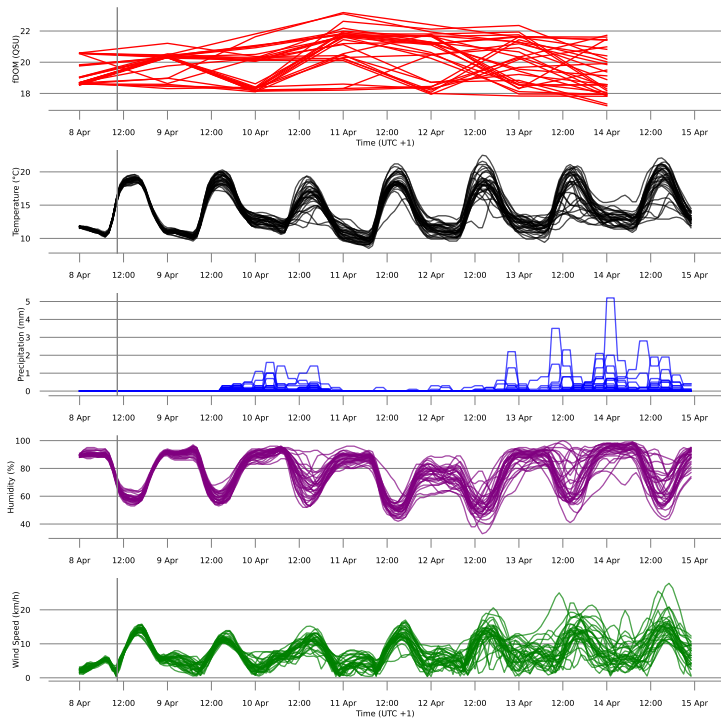 22
20
18
fDOM (QSU)
8 Apr 12:00 9 Apr 12:00 10 Apr 12:00 11 Apr 12:00 12 Apr 12:00 13 Apr 12:00 14 Apr 12:00 15 Apr
Time (UTC +1)
20
15
10
Temperature (°C)
8 Apr 12:00 9 Apr 12:00 10 Apr 12:00 11 Apr 12:00 12 Apr 12:00 13 Apr 12:00 14 Apr 12:00 15 Apr
5
4
3
2
1
0
Precipitation (mm)
8 Apr 12:00 9 Apr 12:00 10 Apr 12:00 11 Apr 12:00 12 Apr 12:00 13 Apr 12:00 14 Apr 12:00 15 Apr
100
80
60
40
Humidity (%)
8 Apr 12:00 9 Apr 12:00 10 Apr 12:00 11 Apr 12:00 12 Apr 12:00 13 Apr 12:00 14 Apr 12:00 15 Apr
20
10
0
Wind Speed (km/h)
8 Apr 12:00 9 Apr 12:00 10 Apr 12:00 11 Apr 12:00 12 Apr 12:00 13 Apr 12:00 14 Apr 12:00 15 Apr
Time (UTC +1)